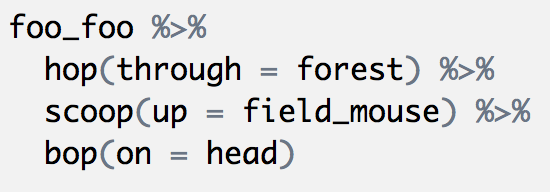 foo_foo %>%
  hop(through = forest) %>%
  scoop(up = field_mouse) %>%
  bop(on = head)